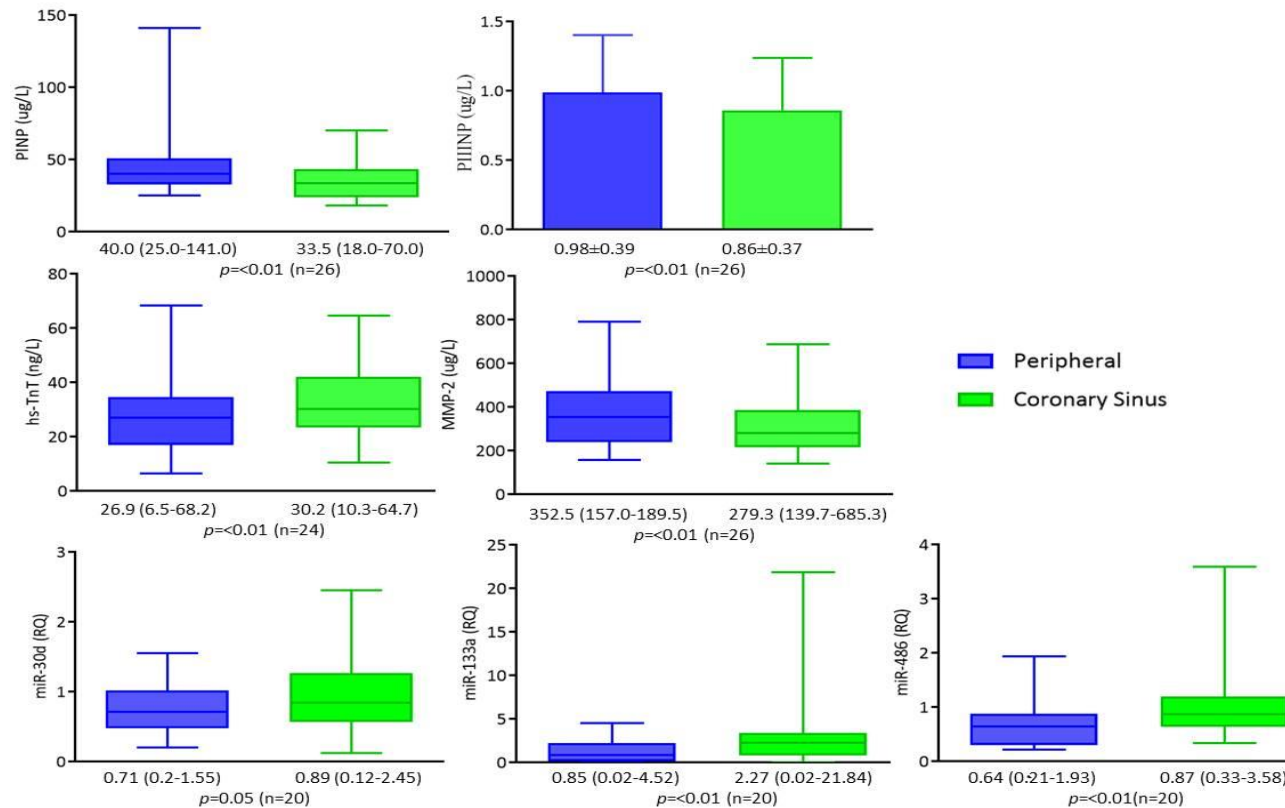 150
100
50
0
PINP (ug/L)
40.0 (25.0-141.0) 33.5 (18.0-70.0)
p=<0.01 (n=26)
1.5
1.0
0.5
0.0
PIIINP (ug/L)
0.98±0.39 0.86±0.37
p=<0.01 (n=26)
80
60
40
20
0
hs-TnT (ng/L)
26.9 (6.5-68.2) 30.2 (10.3-64.7)
p=<0.01 (n=24)
1000
800
600
400
200
0
MMP-2 (ug/L)
352.5 (157.0-189.5) 279.3 (139.7-685.3)
p=<0.01 (n=26)
Peripheral
Coronary Sinus
3
2
1
0
miR-30d (RQ)
0.71 (0.2-1.55) 0.89 (0.12-2.45)
p=0.05 (n=20)
25
20
15
10
5
0
miR-133a (RQ)
0.85 (0.02-4.52) 2.27 (0.02-21.84)
p=<0.01 (n=20)
4
3
2
1
0
miR-486 (RQ)
0.64 (0.21-1.93) 0.87 (0.33-3.58)
p=<0.01(n=20)